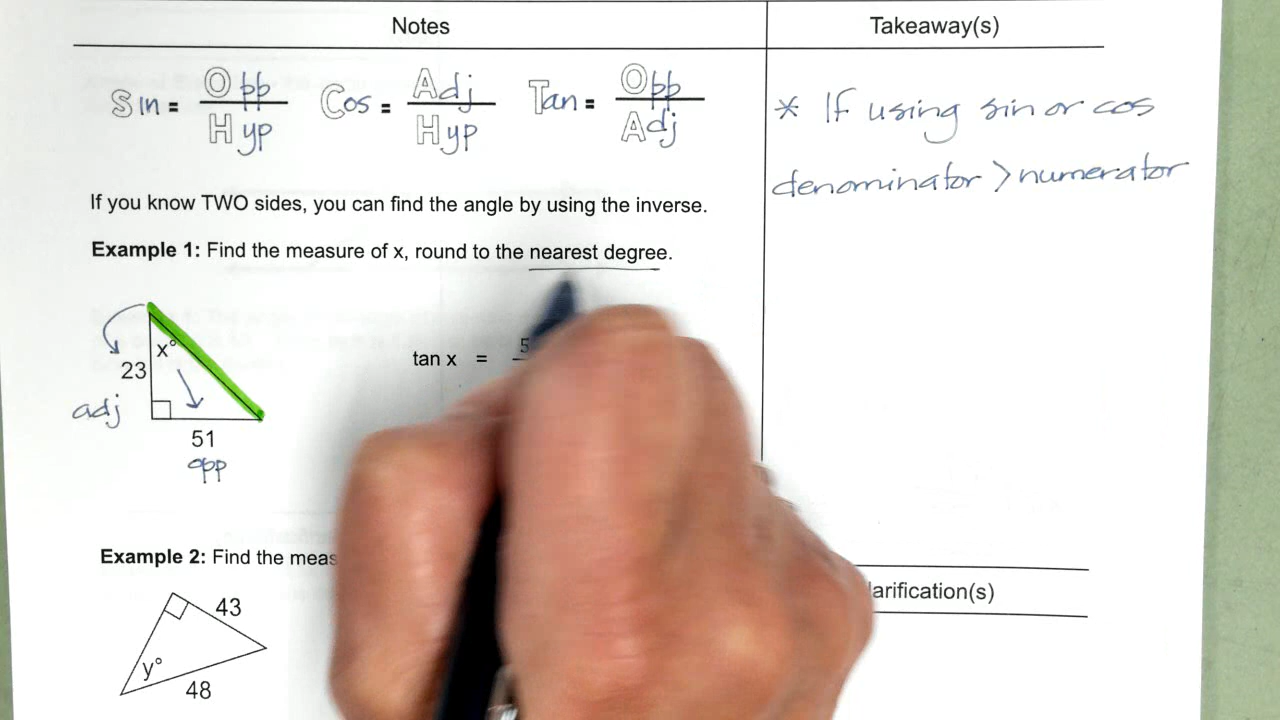 Notes
Takeaway(s)
Sin = Opp / Hyp Cos = Adj / Hyp Tan = Opp / Adj
* If using sin or cos
denominator > numerator
If you know TWO sides, you can find the angle by using the inverse.
Example 1: Find the measure of x, round to the nearest degree.
x°
23
adj
51
opp
tan x = 5
Example 2: Find the meas
43
y°
48
larification(s)